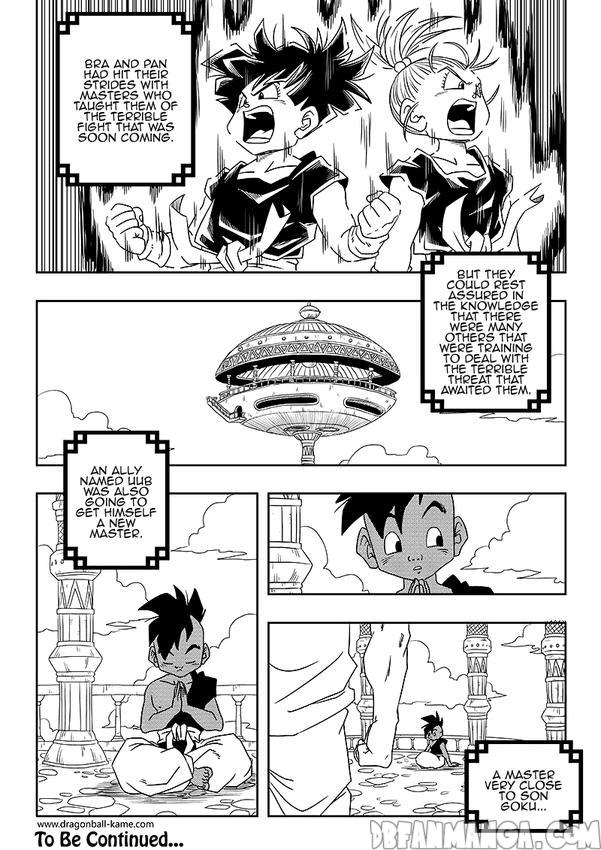 BRA AND PAN
HAD HIT THEIR
STRIDES WITH
MASTERS WHO
TAUGHT THEM OF
THE TERRIBLE
FIGHT THAT WAS
SOON COMING.
BUT THEY
COULD REST
ASSURED IN
THE KNOWLEDGE
THAT THERE
WERE MANY
OTHERS THAT
WERE TRAINING
TO DEAL WITH
THE TERRIBLE
THREAT THAT
AWAITED THEM.
AN ALLY
NAMED UUB
WAS ALSO
GOING TO
GET HIMSELF
A NEW
MASTER.
A MASTER
VERY CLOSE
TO SON
GOKU...
www.dragonball-kame.com
To Be Continued...
DBFANMANGA.COM